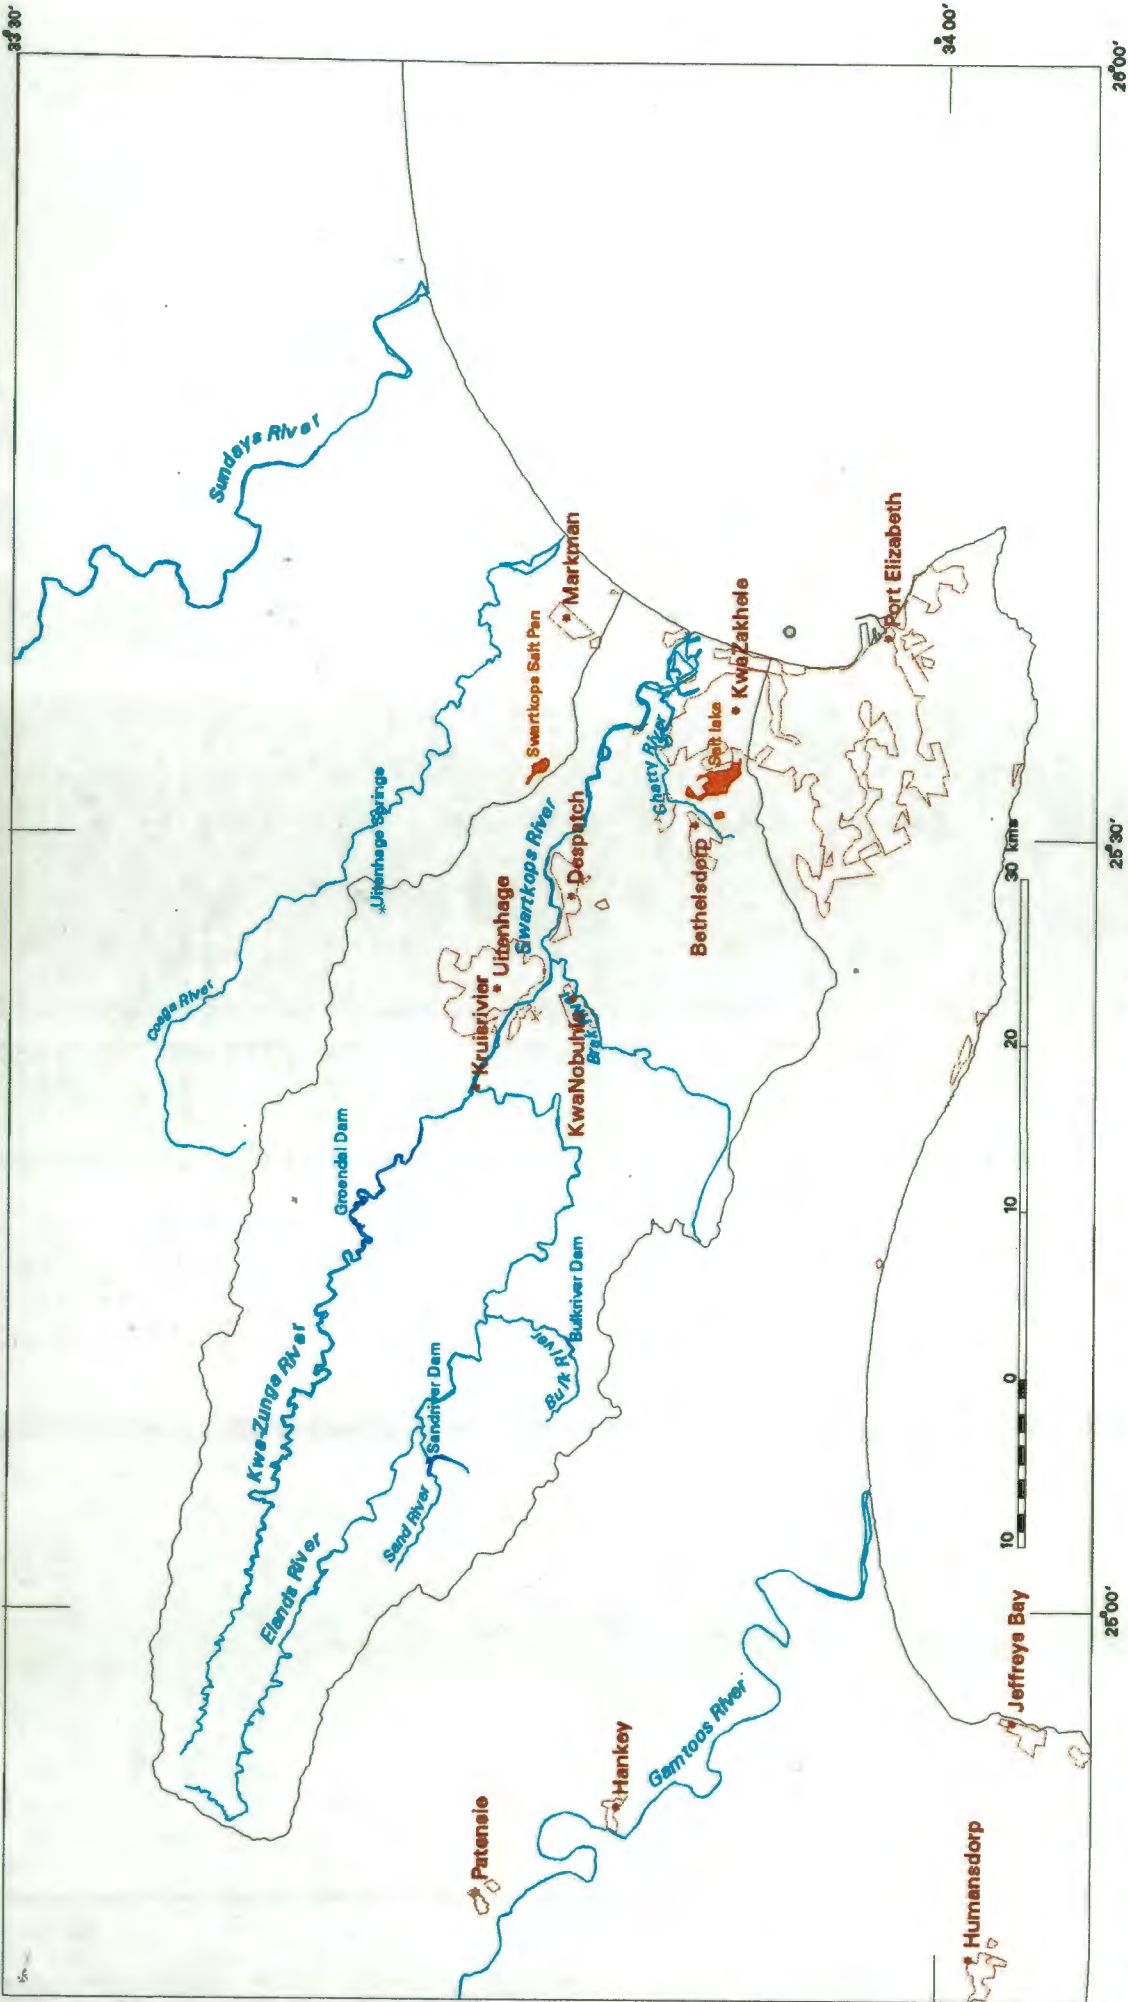 33°30'
34°00'
26°00'
25°30'
25°00'
Sundays River
Coega River
Uitenhage Springs
Markman
Swartkops Salt Pan
KwaZakhele
Port Elizabeth
Salt lake
Chatty River
Bethelsdorp
Despatch
Swartkops River
Uitenhage
Kruisrivier
KwaNobuhle
Brak River
Groendal Dam
Kwa-Zunga River
Bulkriver Dam
Bulk River
Sandriver Dam
Sand River
Elands River
Gamtoos River
Hankey
Patensie
Jeffreys Bay
Humansdorp
10 0 10 20 30 kms